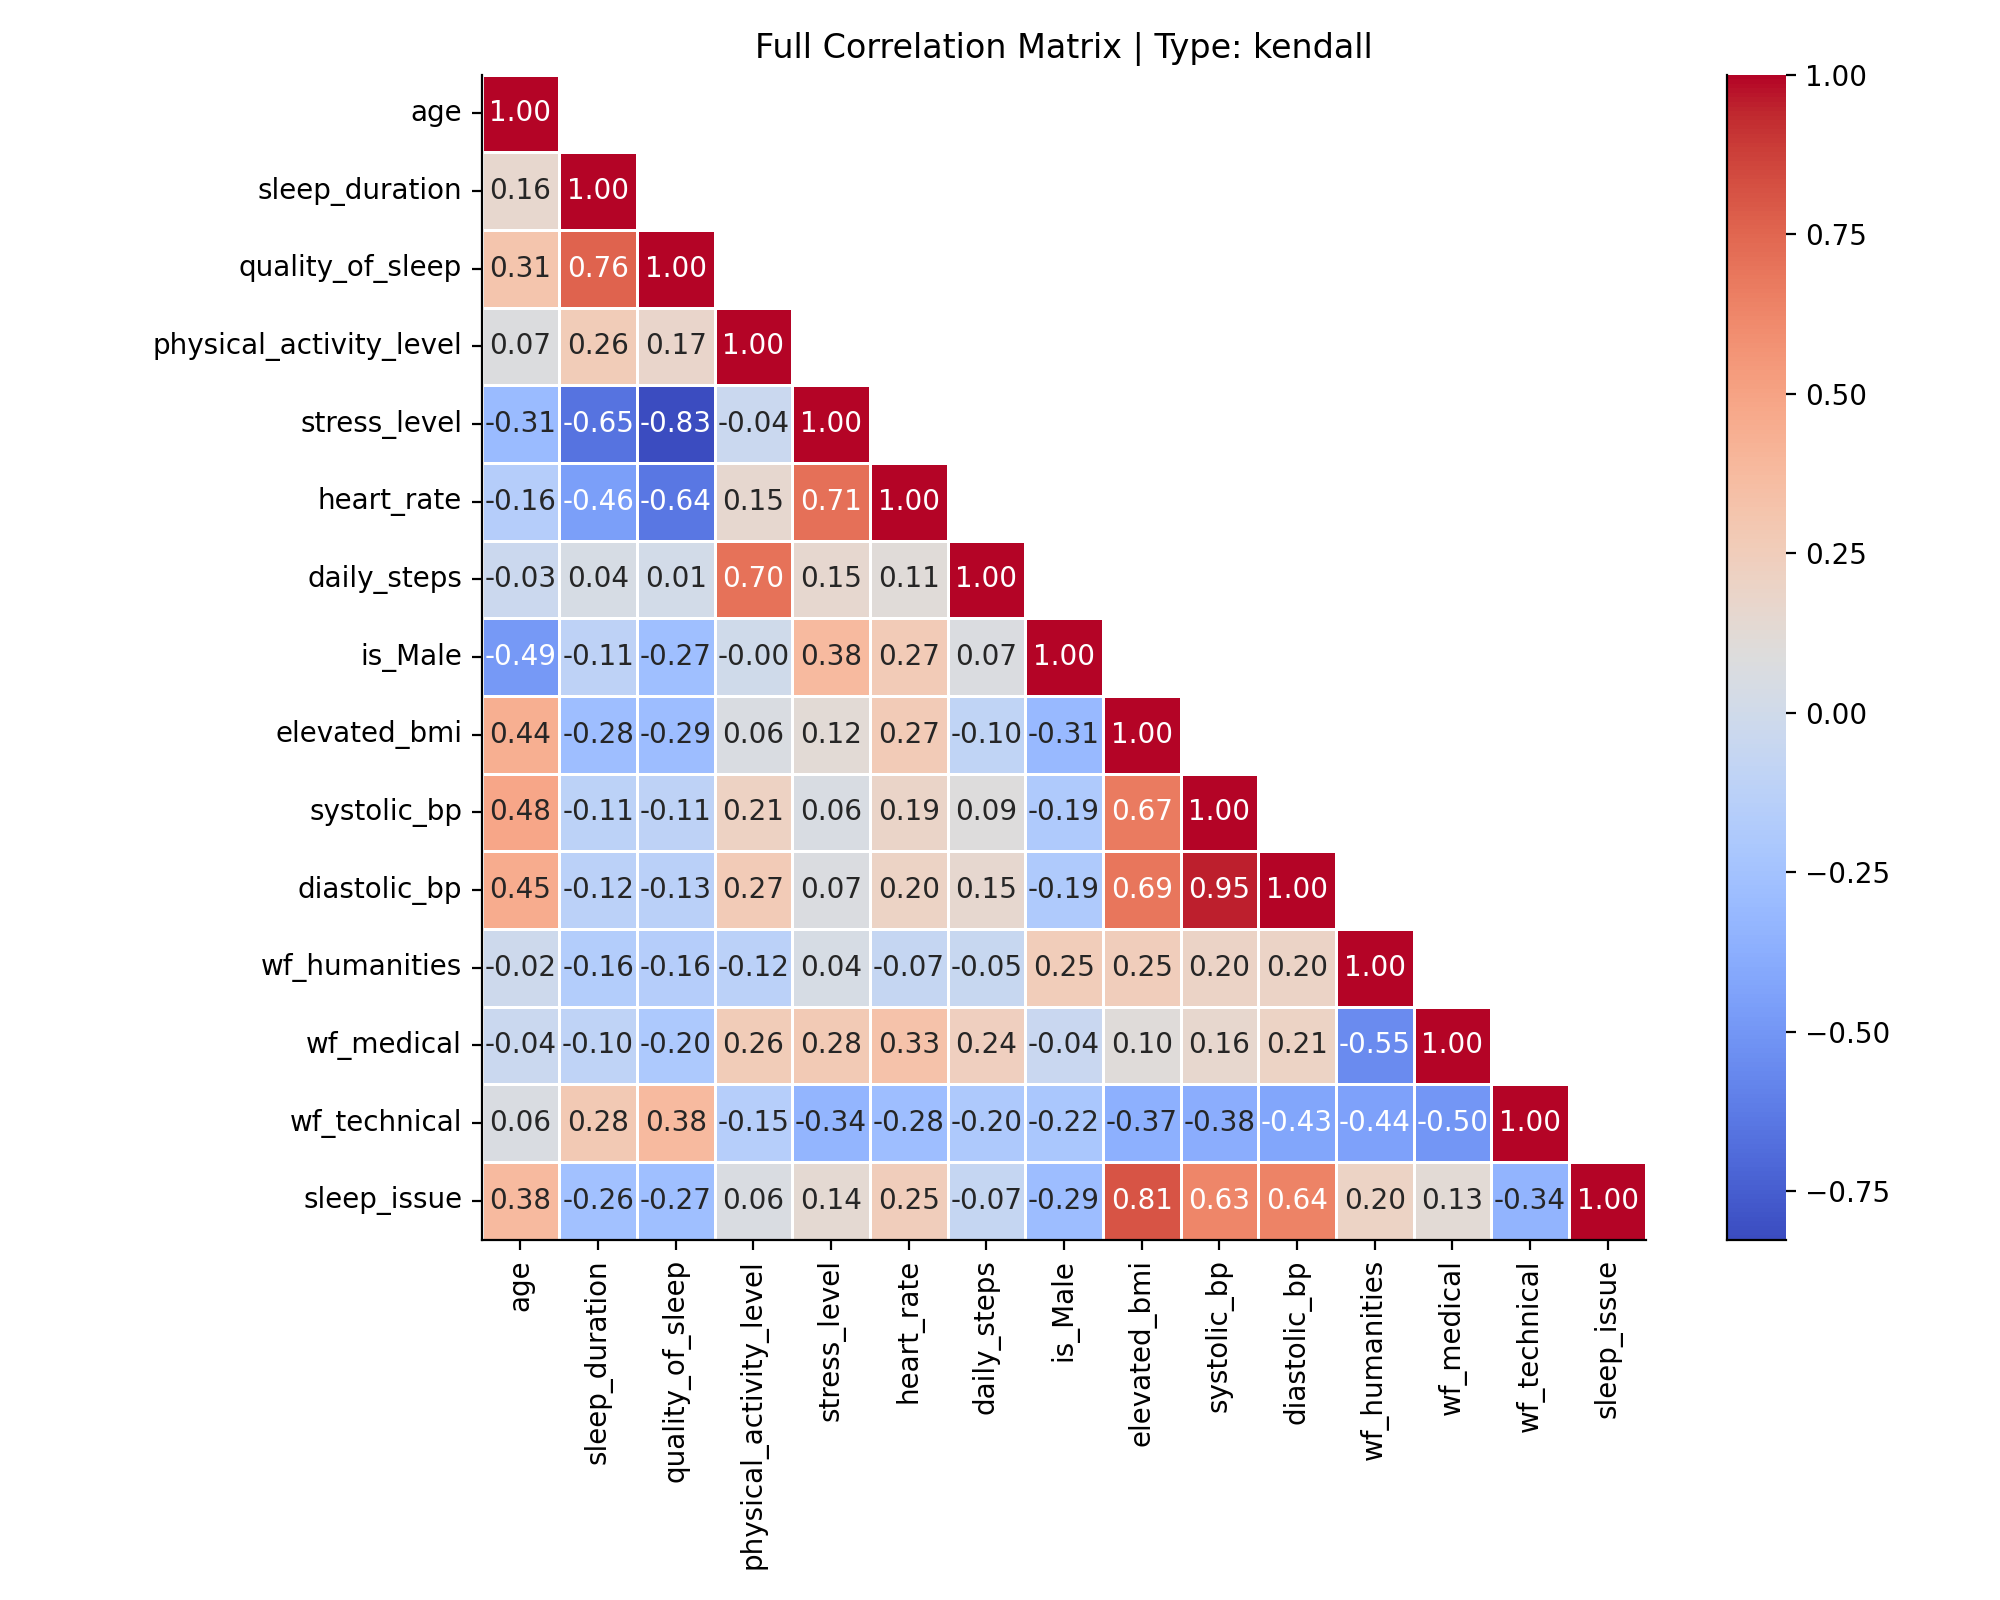 Full Correlation Matrix | Type: kendall
age 1.00
sleep_duration 0.16 1.00
quality_of_sleep 0.31 0.76 1.00
physical_activity_level 0.07 0.26 0.17 1.00
stress_level -0.31 -0.65 -0.83 -0.04 1.00
heart_rate -0.16 -0.46 -0.64 0.15 0.71 1.00
daily_steps -0.03 0.04 0.01 0.70 0.15 0.11 1.00
is_Male -0.49 -0.11 -0.27 -0.00 0.38 0.27 0.07 1.00
elevated_bmi 0.44 -0.28 -0.29 0.06 0.12 0.27 -0.10 -0.31 1.00
systolic_bp 0.48 -0.11 -0.11 0.21 0.06 0.19 0.09 -0.19 0.67 1.00
diastolic_bp 0.45 -0.12 -0.13 0.27 0.07 0.20 0.15 -0.19 0.69 0.95 1.00
wf_humanities -0.02 -0.16 -0.16 -0.12 0.04 -0.07 -0.05 0.25 0.25 0.20 0.20 1.00
wf_medical -0.04 -0.10 -0.20 0.26 0.28 0.33 0.24 -0.04 0.10 0.16 0.21 -0.55 1.00
wf_technical 0.06 0.28 0.38 -0.15 -0.34 -0.28 -0.20 -0.22 -0.37 -0.38 -0.43 -0.44 -0.50 1.00
sleep_issue 0.38 -0.26 -0.27 0.06 0.14 0.25 -0.07 -0.29 0.81 0.63 0.64 0.20 0.13 -0.34 1.00
age
sleep_duration
quality_of_sleep
physical_activity_level
stress_level
heart_rate
daily_steps
is_Male
elevated_bmi
systolic_bp
diastolic_bp
wf_humanities
wf_medical
wf_technical
sleep_issue
1.00
0.75
0.50
0.25
0.00
−0.25
−0.50
−0.75